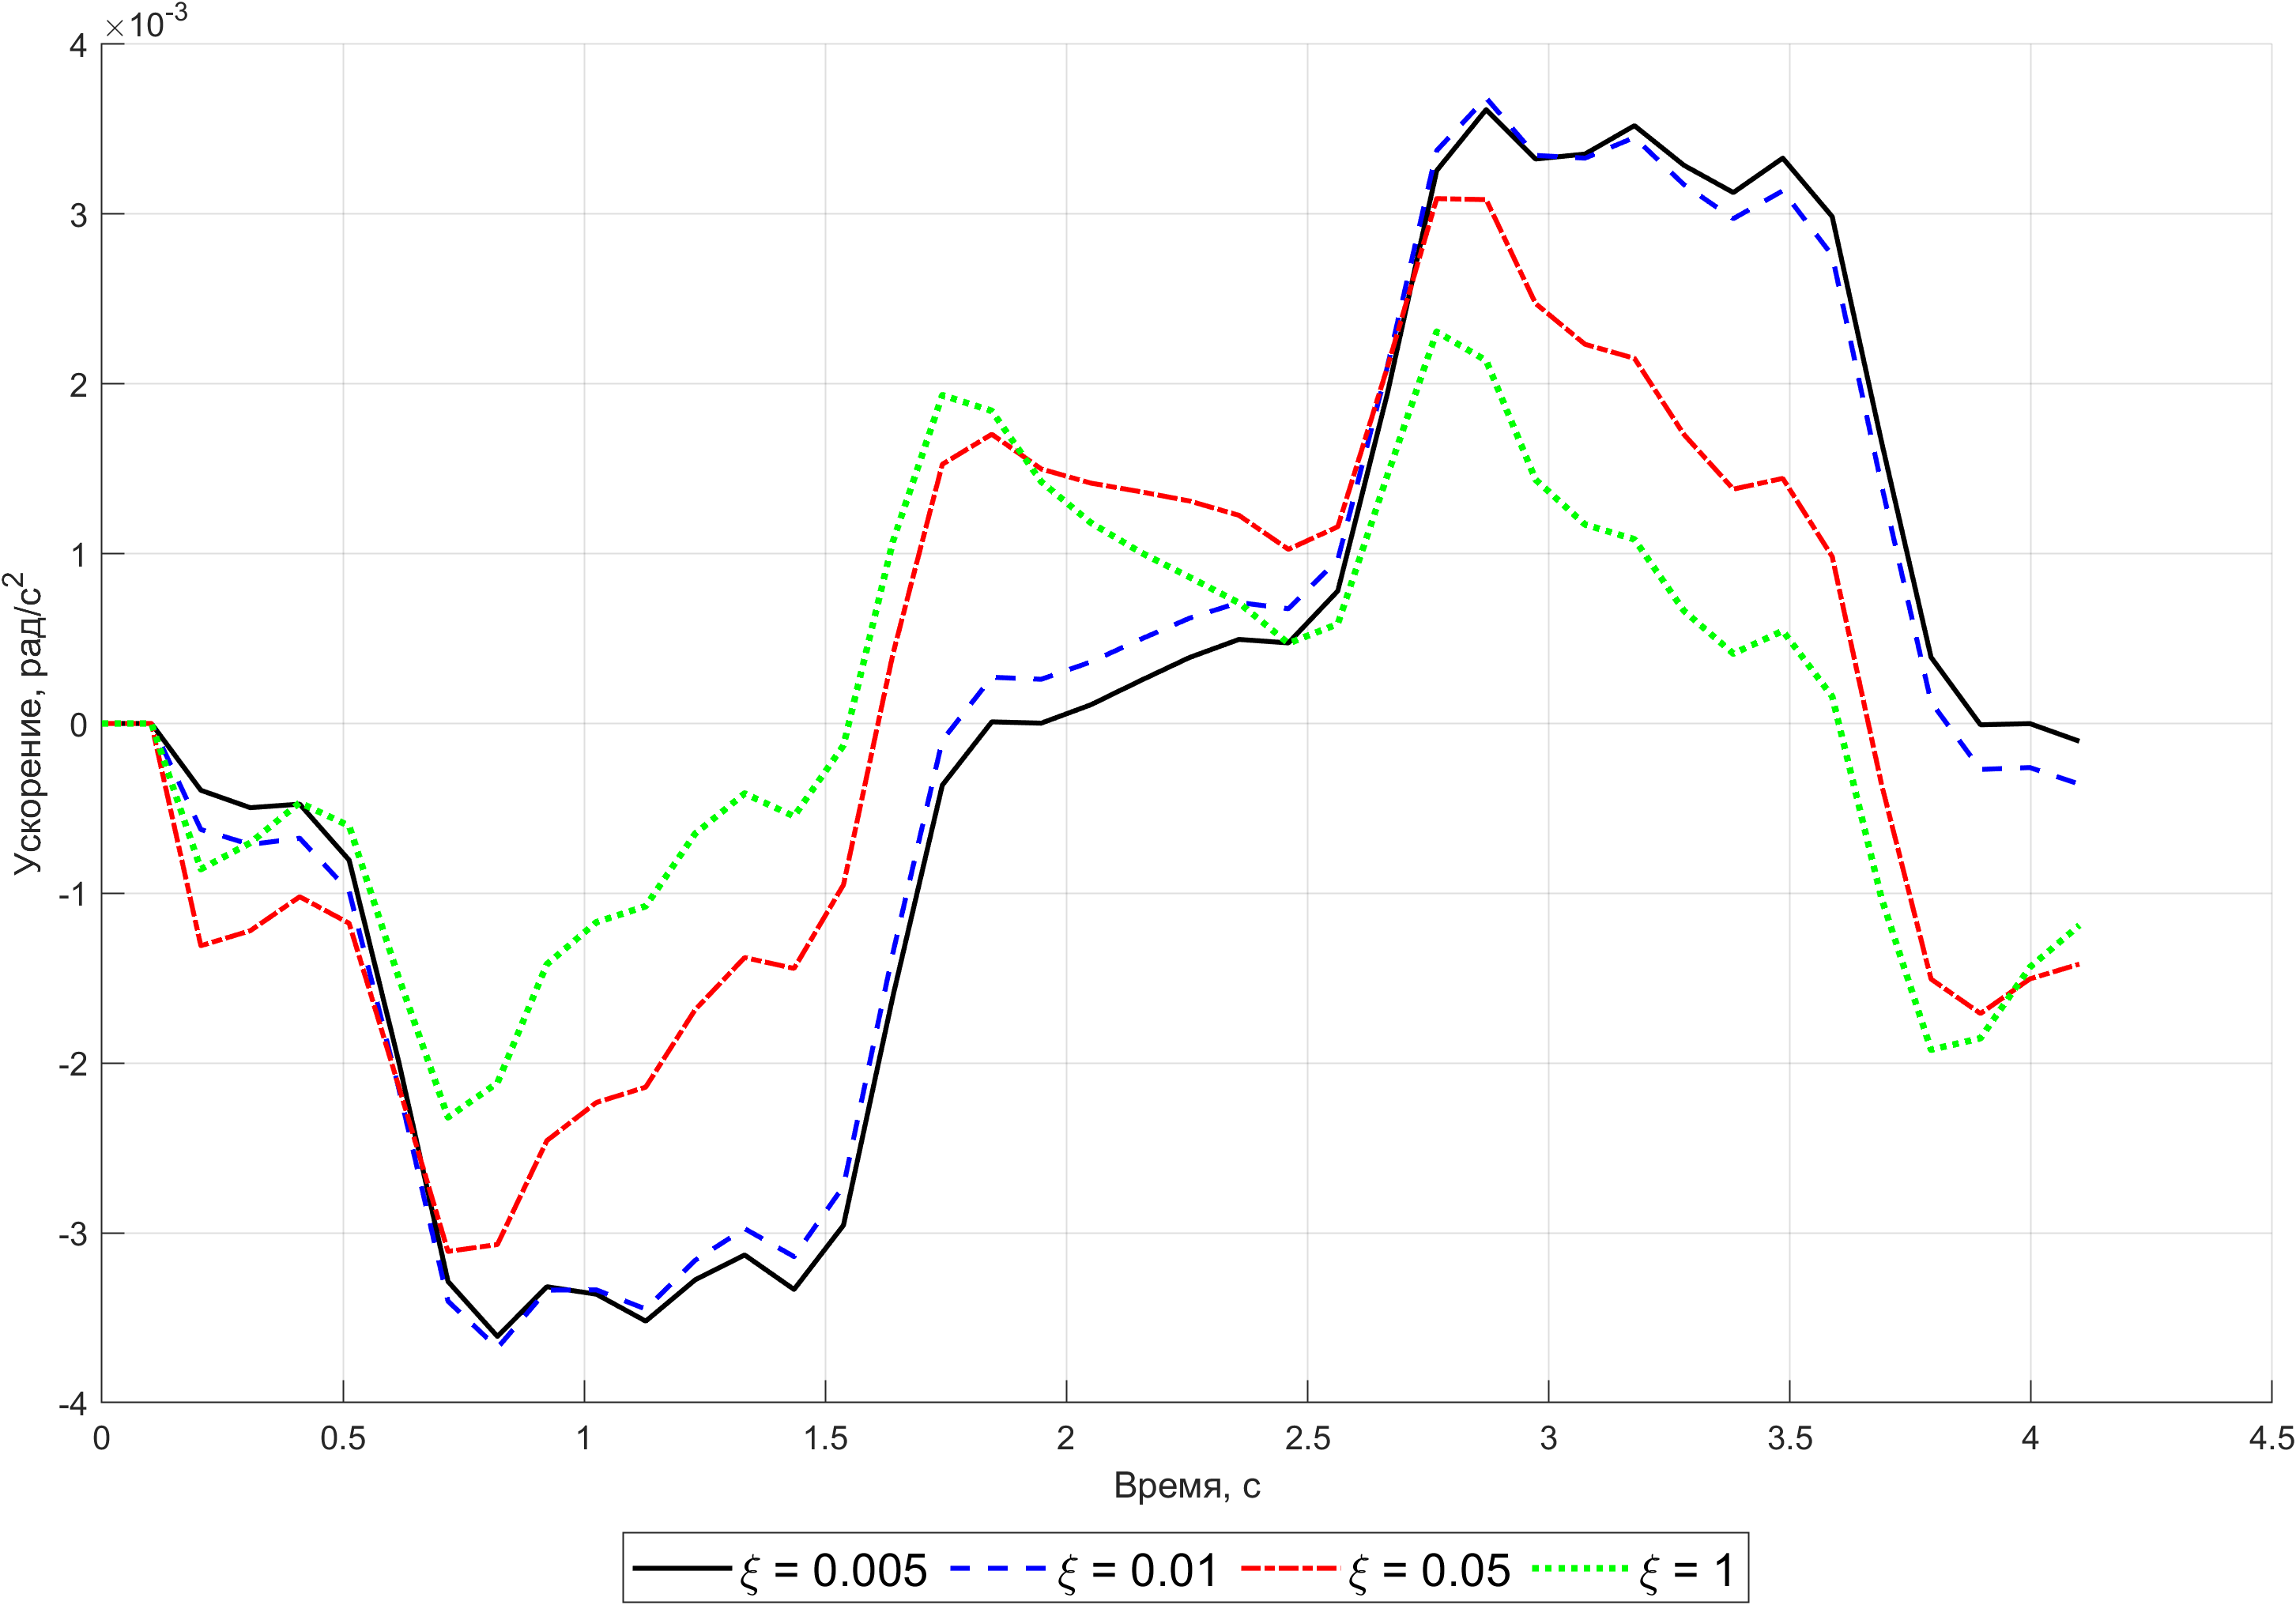 ×10-3
4
3
2
1
0
-1
-2
-3
-4
Ускорение, рад/с2
0 0.5 1 1.5 2 2.5 3 3.5 4 4.5
Время, с
ξ = 0.005 ξ = 0.01 ξ = 0.05 ξ = 1